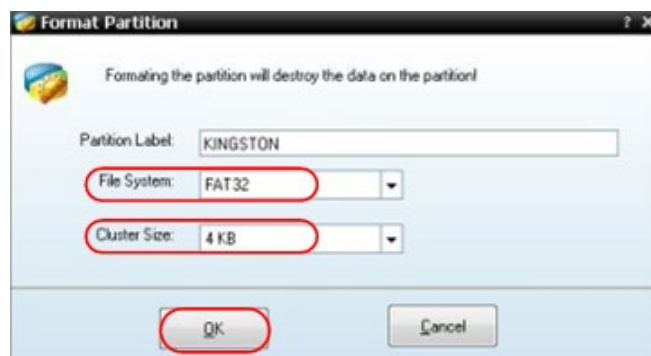 Format Partition ? X
Formating the partition will destroy the data on the partition!
Partition Label: KINGSTON
File System: FAT32
Cluster Size: 4 KB
OK Cancel